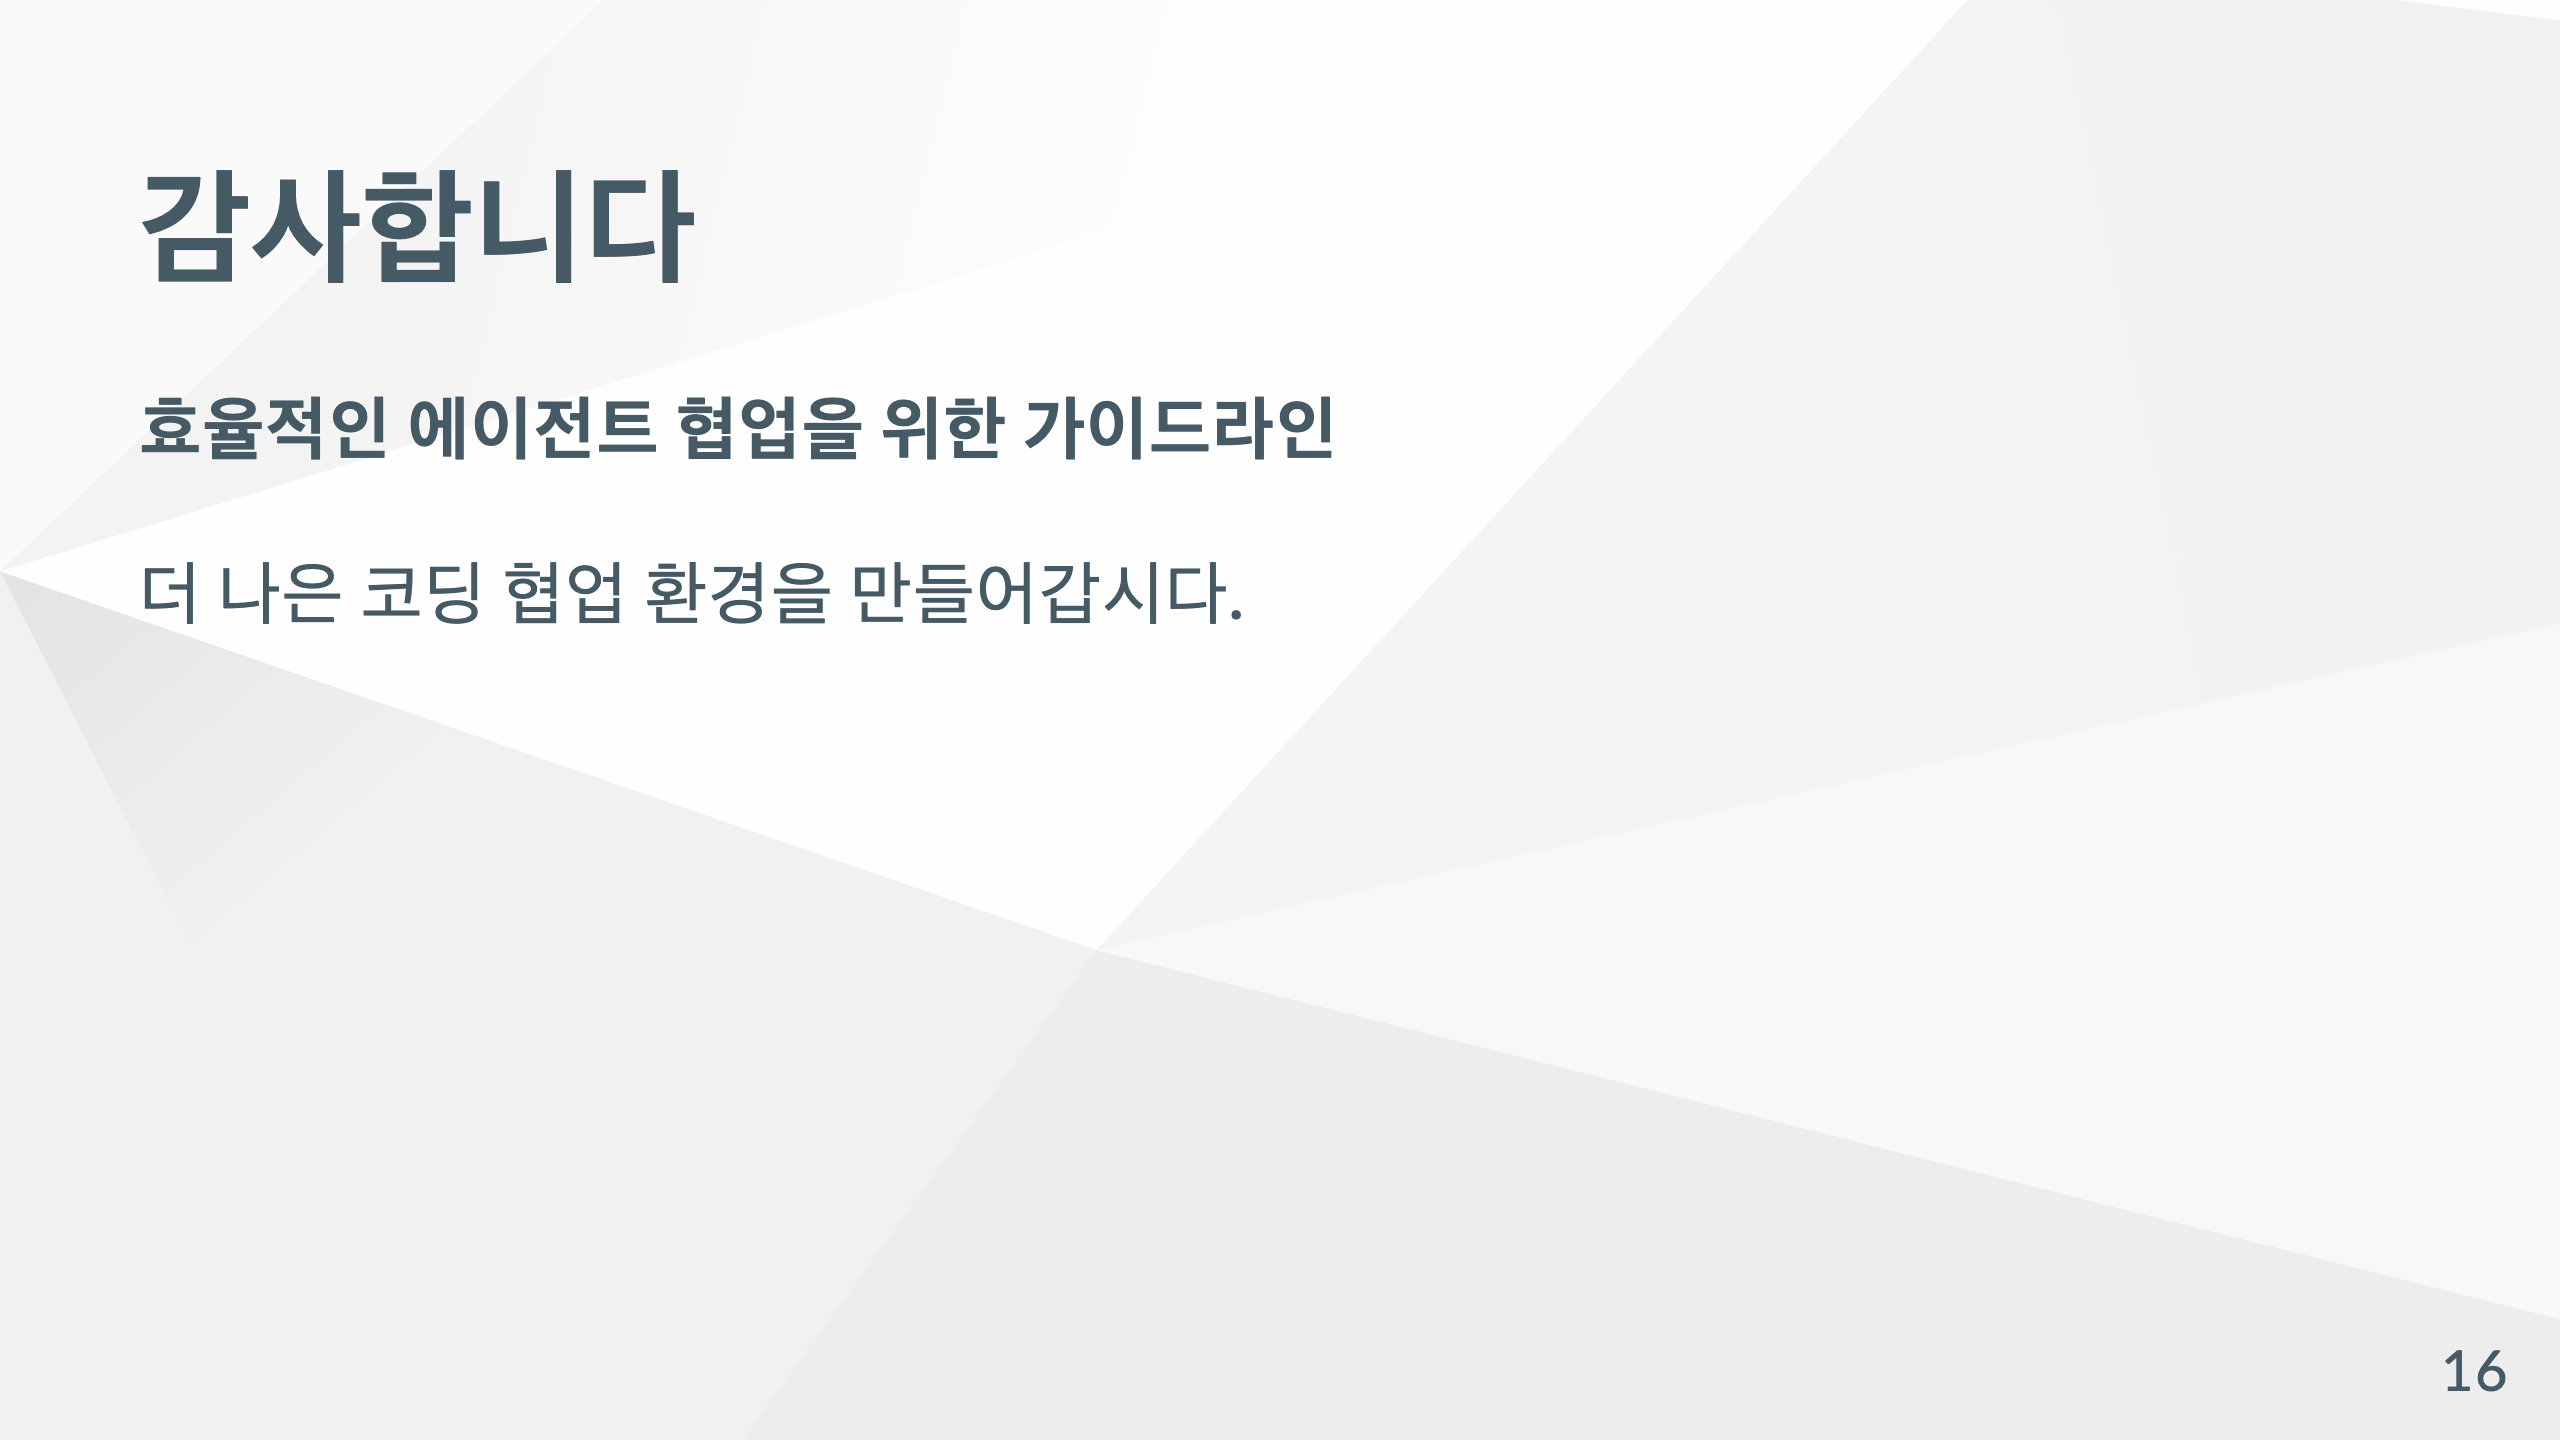 감사합니다
효율적인 에이전트 협업을 위한 가이드라인
더 나은 코딩 협업 환경을 만들어갑시다.
16